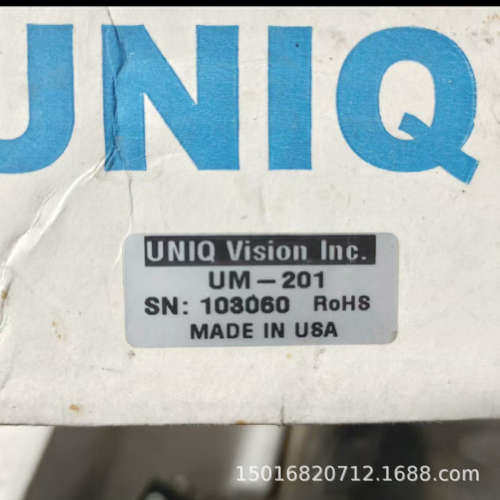 UNIQ
UNIQ Vision Inc.
UM-201
SN: 103060 RoHS
MADE IN USA
15016820712.1688.com